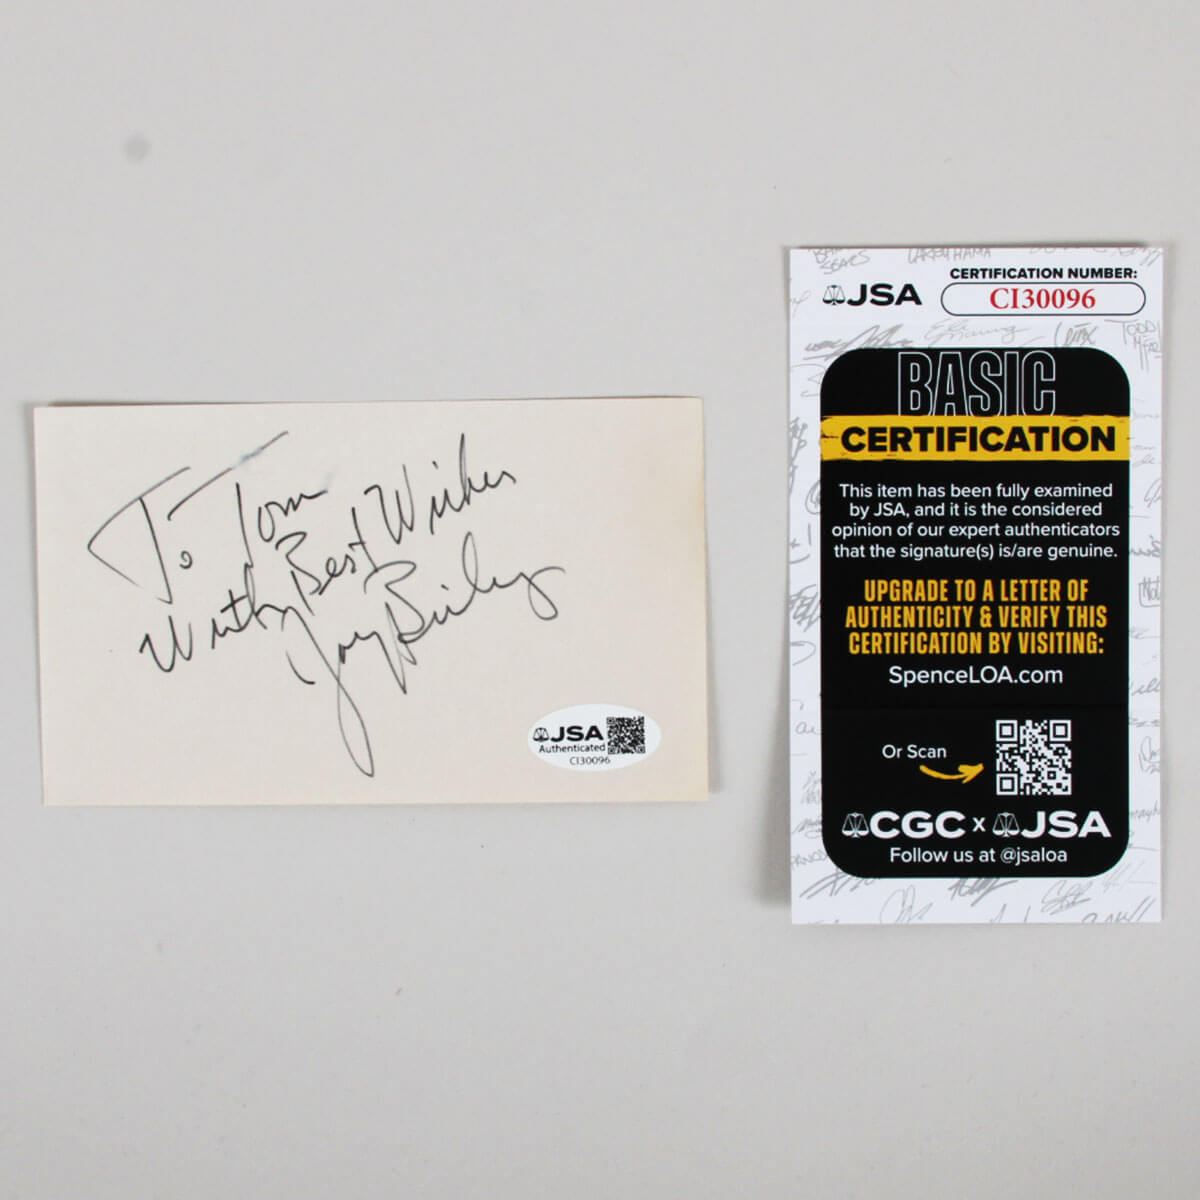 To Tom
With Best Wishes
Joey Bishop
JSA
Authenticated
CI30096
JSA
CERTIFICATION NUMBER:
CI30096
BASIC
CERTIFICATION
This item has been fully examined
by JSA, and it is the considered
opinion of our expert authenticators
that the signature(s) is/are genuine.
UPGRADE TO A LETTER OF
AUTHENTICITY & VERIFY THIS
CERTIFICATION BY VISITING:
SpenceLOA.com
Or Scan
CGC x JSA
Follow us at @jsaloa